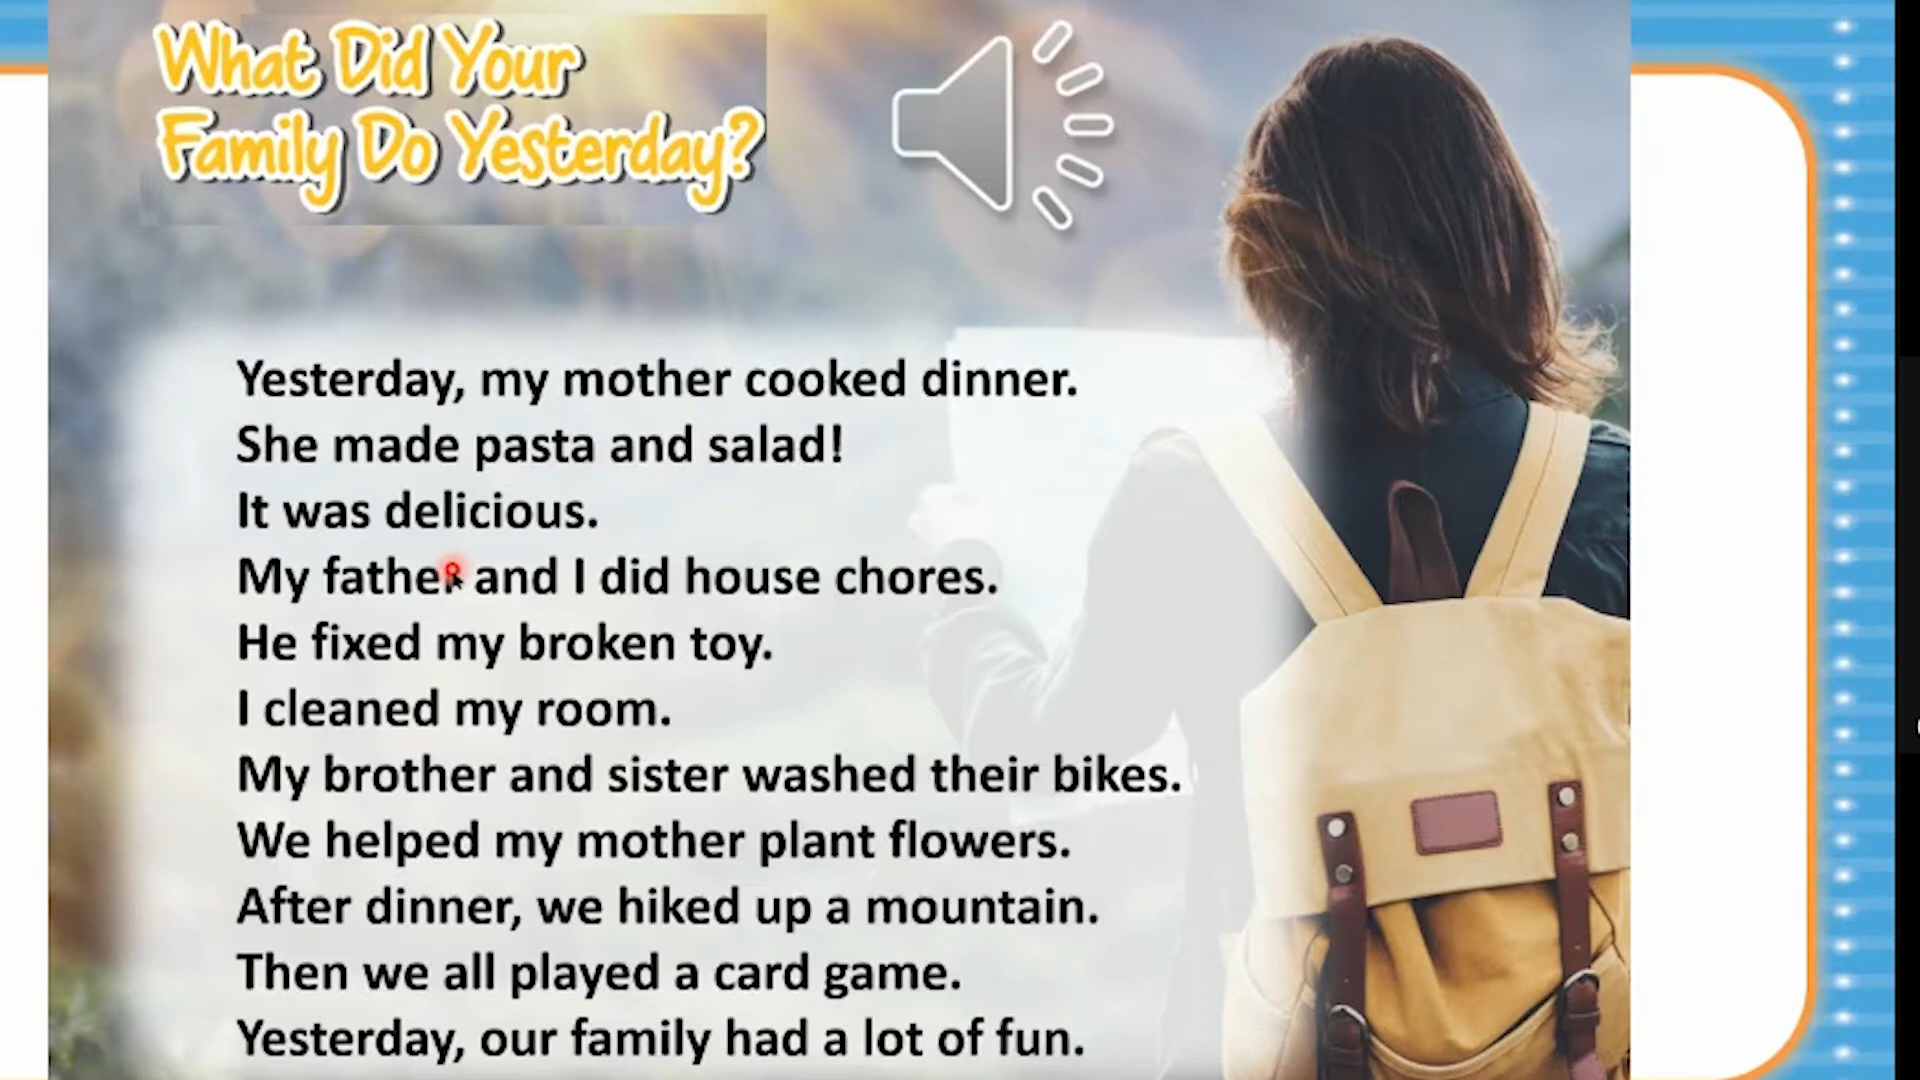 What Did Your
Family Do Yesterday?
Yesterday, my mother cooked dinner.
She made pasta and salad!
It was delicious.
My father and I did house chores.
He fixed my broken toy.
I cleaned my room.
My brother and sister washed their bikes.
We helped my mother plant flowers.
After dinner, we hiked up a mountain.
Then we all played a card game.
Yesterday, our family had a lot of fun.